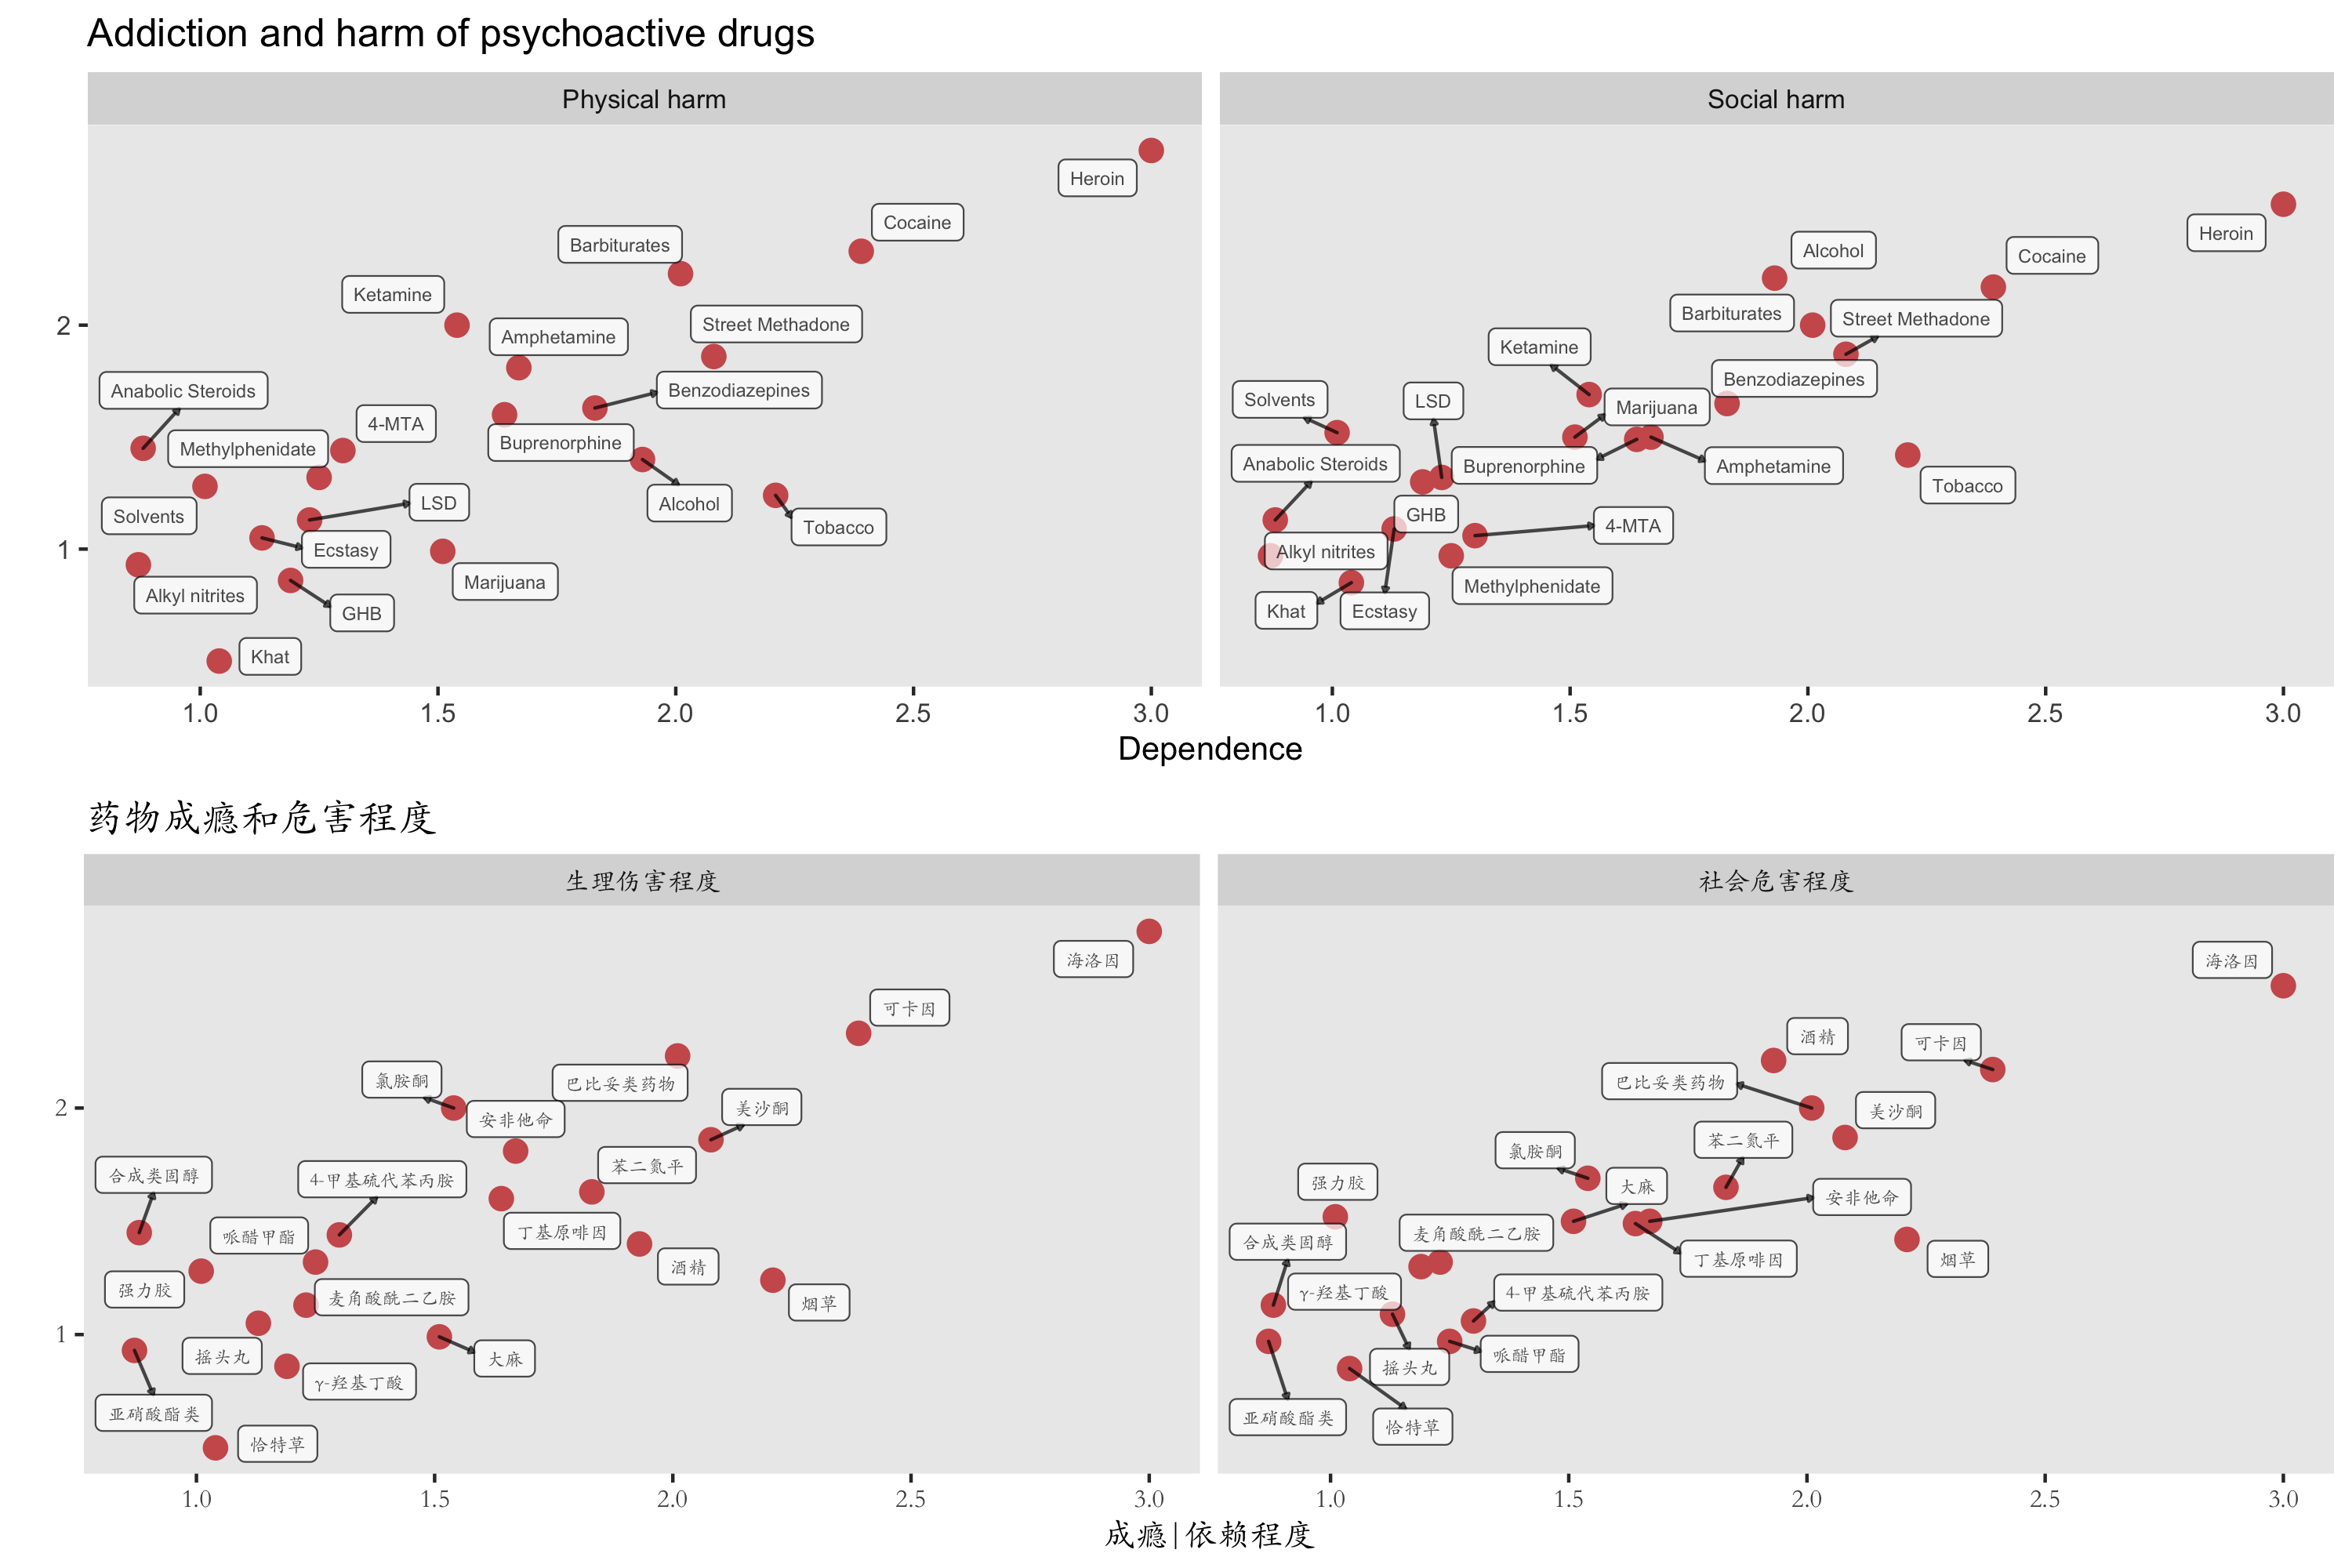 Addiction and harm of psychoactive drugs
Physical harm
Heroin
Cocaine
Barbiturates
Ketamine
Street Methadone
Amphetamine
Benzodiazepines
Anabolic Steroids
4-MTA
Buprenorphine
Methylphenidate
LSD
Alcohol
Solvents
Tobacco
Ecstasy
Marijuana
Alkyl nitrites
GHB
Khat
2
1
1.0 1.5 2.0 2.5 3.0
Social harm
Heroin
Alcohol
Cocaine
Barbiturates
Street Methadone
Ketamine
Benzodiazepines
Solvents
LSD
Marijuana
Anabolic Steroids
Buprenorphine
Amphetamine
Tobacco
GHB
4-MTA
Alkyl nitrites
Methylphenidate
Khat
Ecstasy
1.0 1.5 2.0 2.5 3.0
Dependence
药物成瘾和危害程度
生理伤害程度
海洛因
可卡因
氯胺酮
巴比妥类药物
美沙酮
安非他命
苯二氮平
合成类固醇
4-甲基硫代苯丙胺
丁基原啡因
哌醋甲酯
酒精
强力胶
麦角酸酰二乙胺
烟草
摇头丸
大麻
γ-羟基丁酸
亚硝酸酯类
恰特草
2
1
1.0 1.5 2.0 2.5 3.0
社会危害程度
海洛因
酒精
可卡因
巴比妥类药物
美沙酮
苯二氮平
氯胺酮
强力胶
大麻
安非他命
麦角酸酰二乙胺
合成类固醇
丁基原啡因
烟草
γ-羟基丁酸
4-甲基硫代苯丙胺
哌醋甲酯
摇头丸
亚硝酸酯类
恰特草
1.0 1.5 2.0 2.5 3.0
成瘾|依赖程度